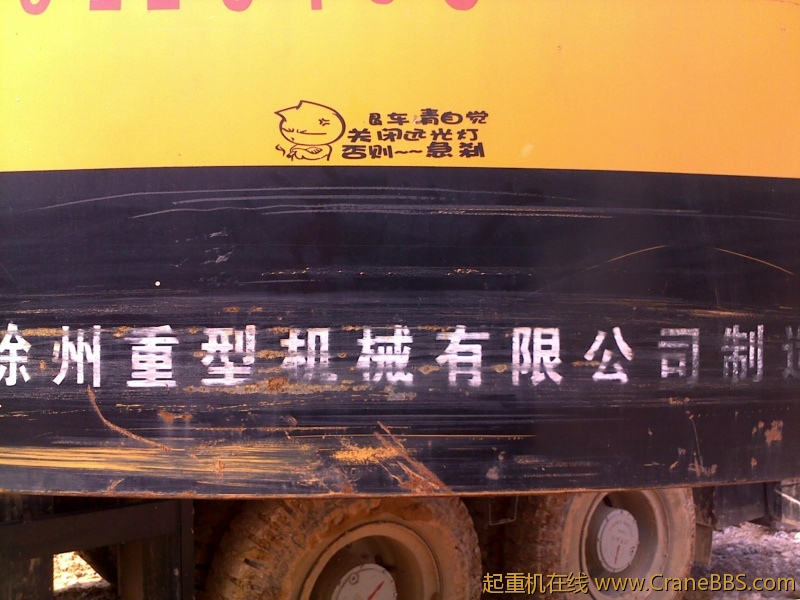 车请自觉
关闭远光灯
否则~~急刹
徐州重型机械有限公司制造
起重机在线 www.CraneBBS.com